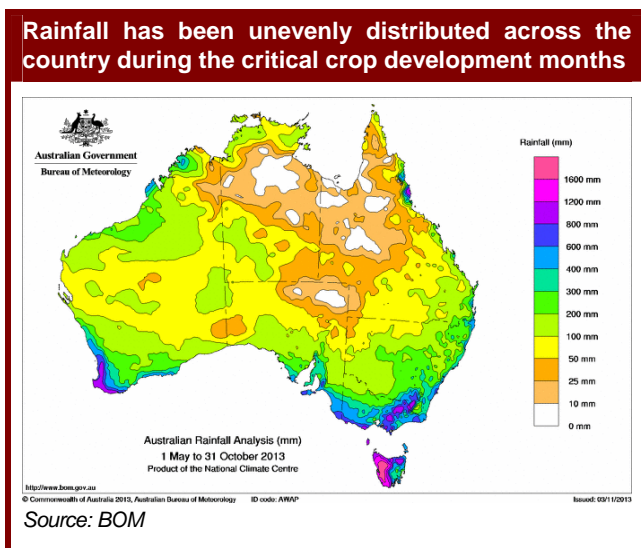 Rainfall has been unevenly distributed across the
country during the critical crop development months
Australian Government
Bureau of Meteorology
Rainfall (mm)
1600 mm
1200 mm
800 mm
600 mm
400 mm
300 mm
200 mm
100 mm
50 mm
25 mm
10 mm
0 mm
Australian Rainfall Analysis (mm)
1 May to 31 October 2013
Product of the National Climate Centre
http://www.bom.gov.au
© Commonwealth of Australia 2013, Australian Bureau of Meteorology ID code: AWAP Issued: 03/11/2013
Source: BOM